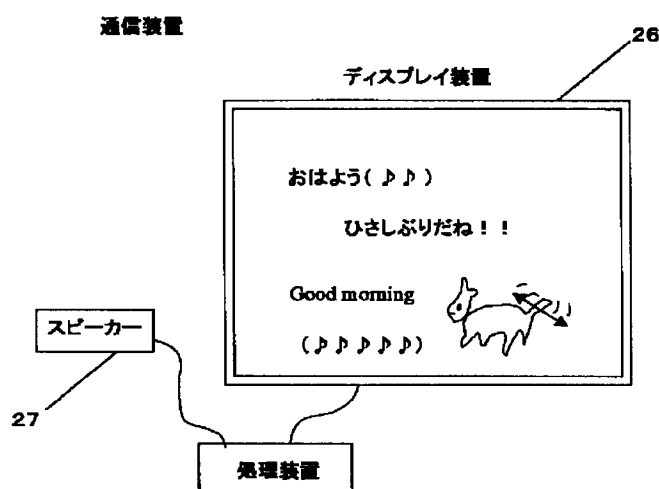 通信装置
26
ディスプレイ装置
おはよう(♪♪)
ひさしぶりだね！！
Good morning
(♪♪♪♪♪)
スピーカー
27
処理装置